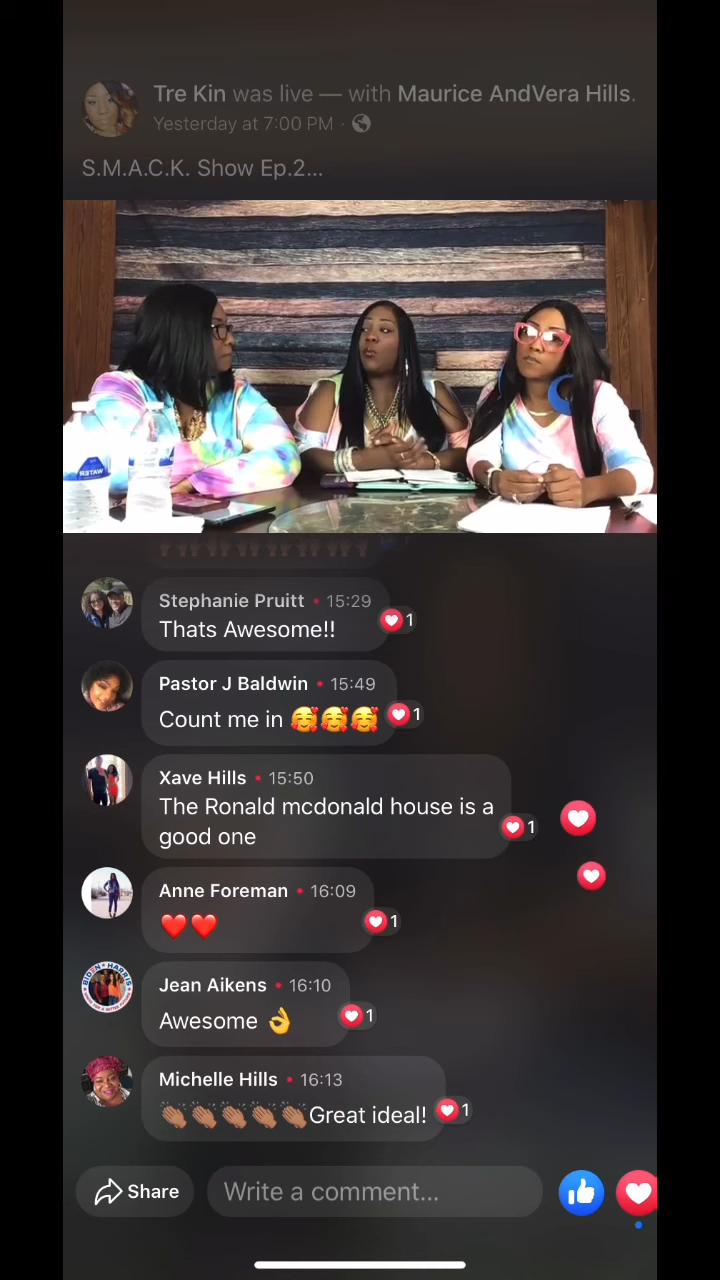 Tre Kin was live — with Maurice AndVera Hills.
Yesterday at 7:00 PM ·
S.M.A.C.K. Show Ep.2...
WATER
Stephanie Pruitt • 15:29
Thats Awesome!!
1
Pastor J Baldwin • 15:49
Count me in 🥰🥰🥰
1
Xave Hills • 15:50
The Ronald mcdonald house is a
good one
1
Anne Foreman • 16:09
❤️❤️
1
BIDEN HARRIS
Jean Aikens • 16:10
Awesome 👌
1
Michelle Hills • 16:13
👏🏽👏🏽👏🏽👏🏽👏🏽Great ideal!
1
Share
Write a comment...